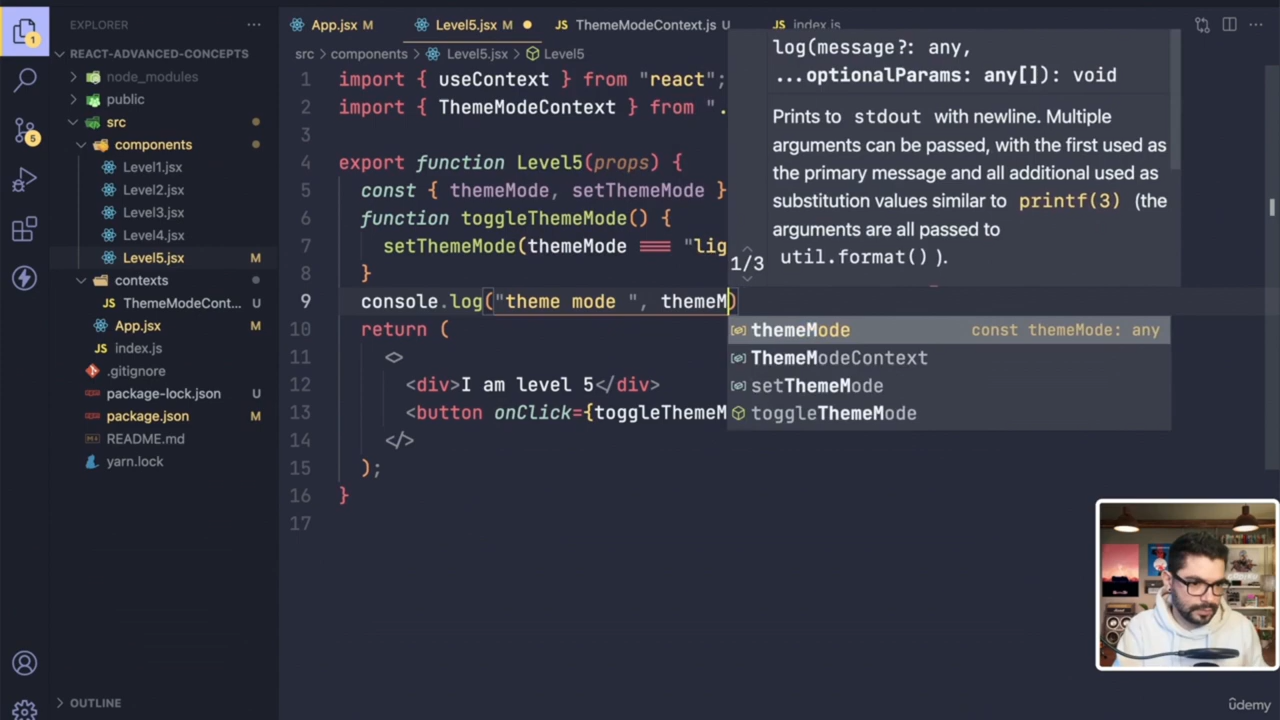 EXPLORER
REACT-ADVANCED-CONCEPTS
node_modules
public
src
components
Level1.jsx
Level2.jsx
Level3.jsx
Level4.jsx
Level5.jsx M
contexts
ThemeModeCont... U
App.jsx M
index.js
.gitignore
package-lock.json U
package.json M
README.md
yarn.lock
OUTLINE
1
5
App.jsx M
Level5.jsx M
ThemeModeContext.js U
index.js
src > components > Level5.jsx > Level5
1 import { useContext } from "react";
2 import { ThemeModeContext } from ".
3
4 export function Level5(props) {
5 const { themeMode, setThemeMode }
6 function toggleThemeMode() {
7 setThemeMode(themeMode === "lig
8 }
9 console.log("theme mode ", themeM)
10 return (
11 <>
12 <div>I am level 5</div>
13 <button onClick={toggleThemeM
14 </>
15 );
16 }
17
log(message?: any,
...optionalParams: any[]): void
Prints to stdout with newline. Multiple
arguments can be passed, with the first used as
the primary message and all additional used as
substitution values similar to printf(3) (the
arguments are all passed to
util.format() ).
1/3
themeMode const themeMode: any
ThemeModeContext
setThemeMode
toggleThemeMode
ûdemy